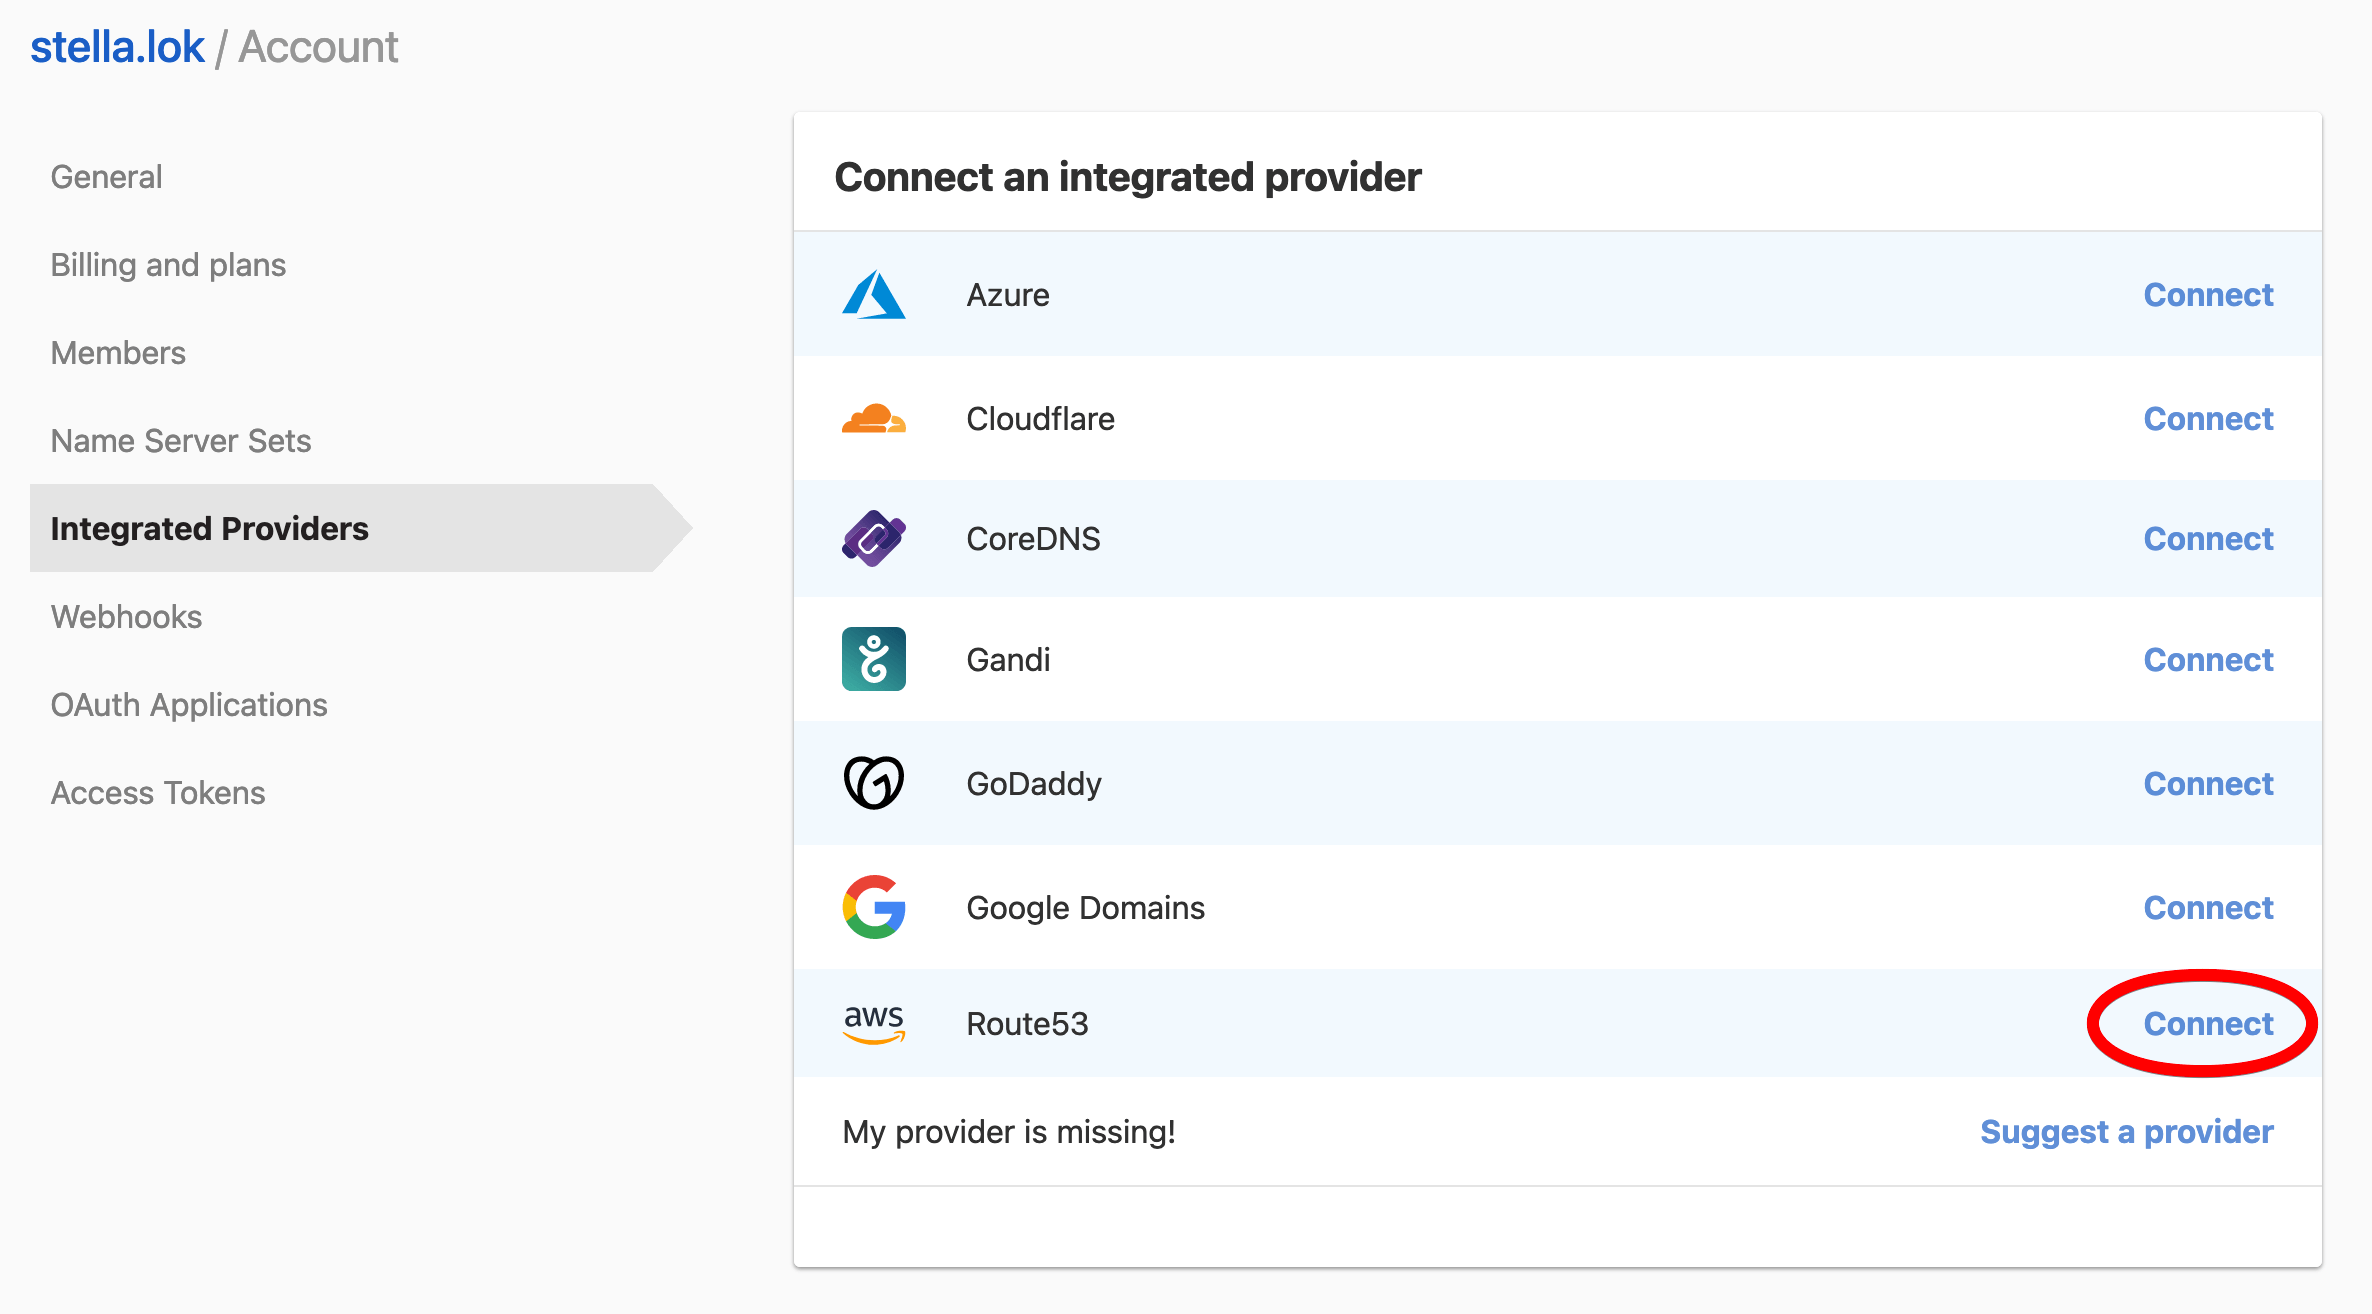 stella.lok / Account
General
Billing and plans
Members
Name Server Sets
Integrated Providers
Webhooks
OAuth Applications
Access Tokens
Connect an integrated provider
Azure Connect
Cloudflare Connect
CoreDNS Connect
Gandi Connect
GoDaddy Connect
Google Domains Connect
aws Route53 Connect
My provider is missing! Suggest a provider